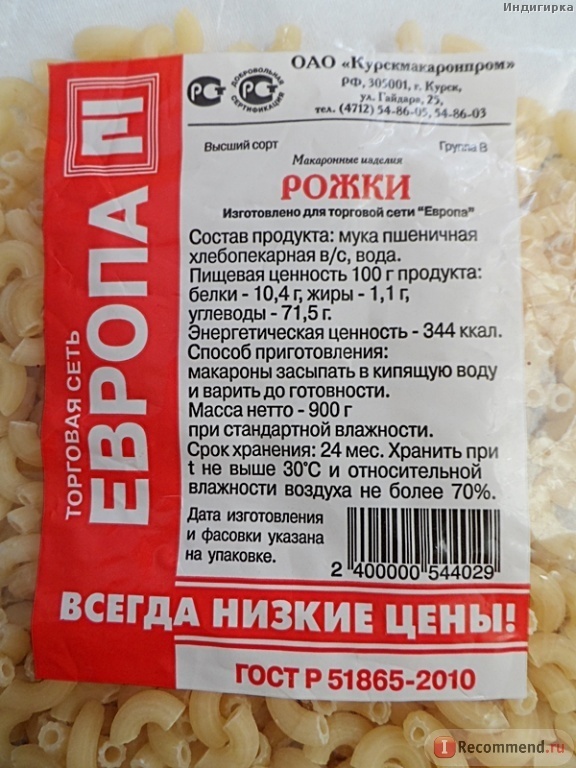 Индигирка
ОАО «Курскмакаронпром»
РФ, 305001, г. Курск,
ул. Гайдара, 25,
тел. (4712) 54-86-05, 54-86-03
РСТ
ДОБРОВОЛЬНАЯ СЕРТИФИКАЦИЯ
РСТ
Высший сорт
Группа В
Макаронные изделия
РОЖКИ
Изготовлено для торговой сети "Европа"
Состав продукта: мука пшеничная
хлебопекарная в/с, вода.
Пищевая ценность 100 г продукта:
белки - 10,4 г, жиры - 1,1 г,
углеводы - 71,5 г.
Энергетическая ценность - 344 ккал.
Способ приготовления:
макароны засыпать в кипящую воду
и варить до готовности.
Масса нетто - 900 г
при стандартной влажности.
Срок хранения: 24 мес. Хранить при
t не выше 30°С и относительной
влажности воздуха не более 70%.
Дата изготовления
и фасовки указана
на упаковке.
2 400000 544029
ТОРГОВАЯ СЕТЬ
ЕВРОПА
ВСЕГДА НИЗКИЕ ЦЕНЫ!
ГОСТ Р 51865-2010
I Recommend.ru